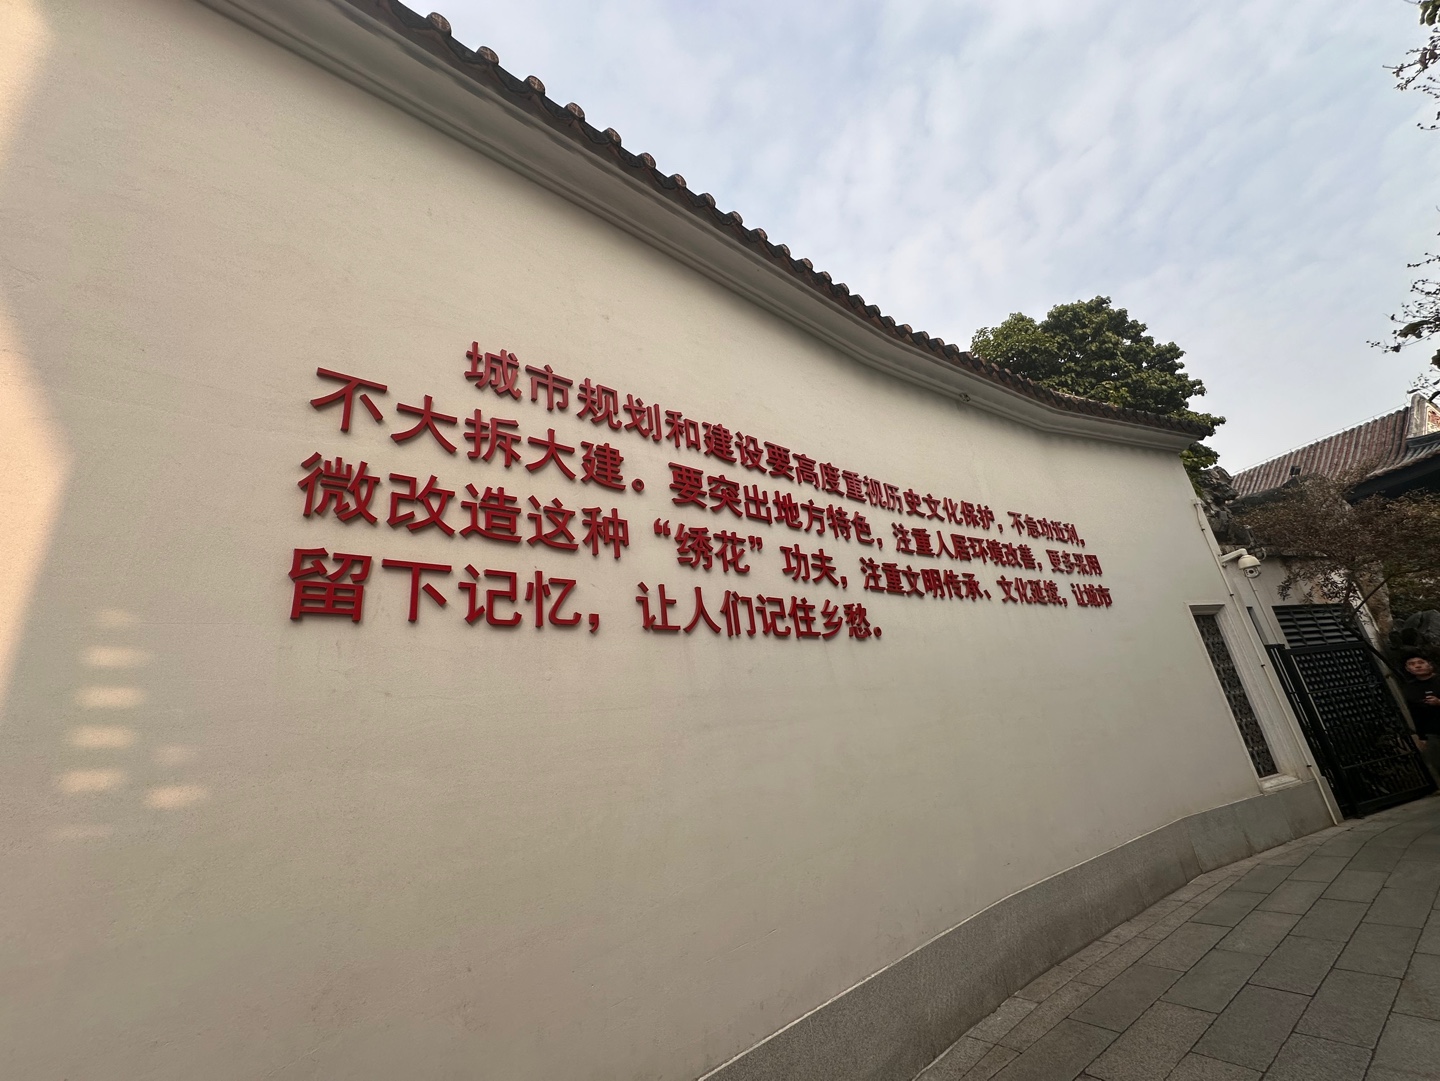 城市规划和建设要高度重视历史文化保护，不急功近利，
不大拆大建。要突出地方特色，注重人居环境改善，更多采用
微改造这种“绣花”功夫，注重文明传承、文化延续，让城市
留下记忆，让人们记住乡愁。